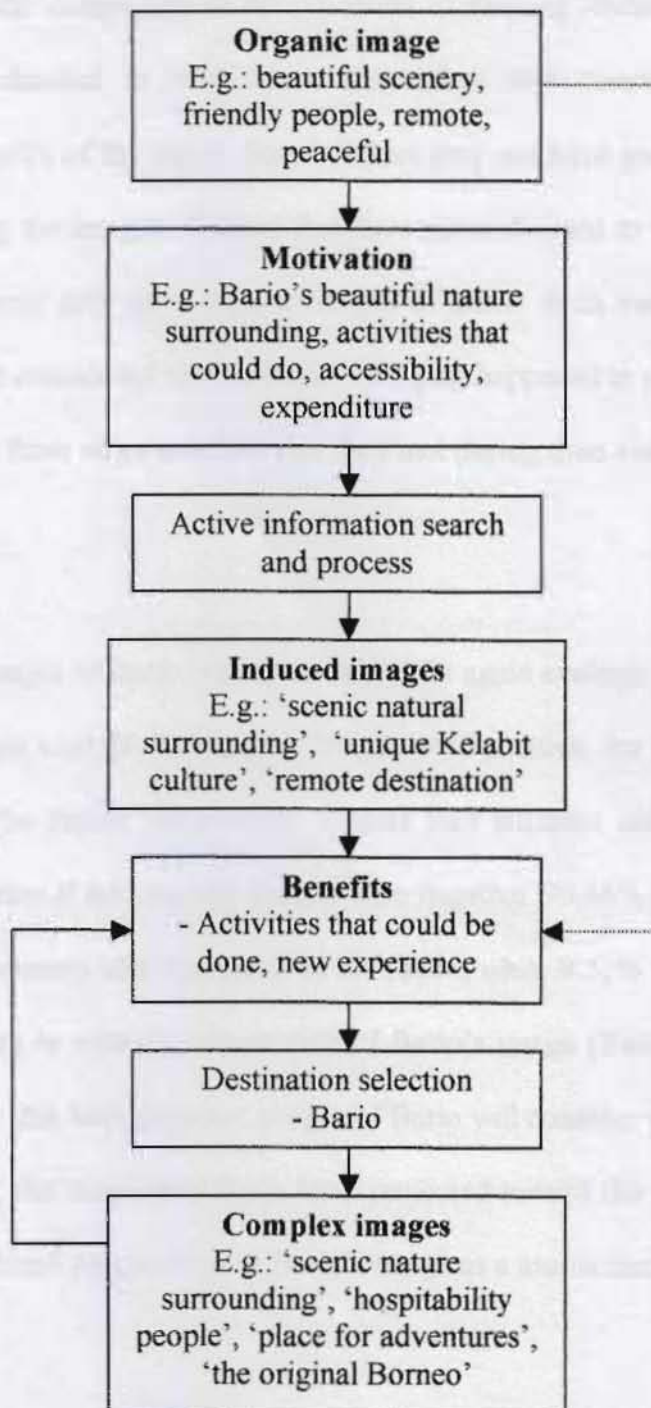 Organic image
E.g.: beautiful scenery,
friendly people, remote,
peaceful
Motivation
E.g.: Bario's beautiful nature
surrounding, activities that
could do, accessibility,
expenditure
Active information search
and process
Induced images
E.g.: ‘scenic natural
surrounding’, ‘unique Kelabit
culture’, ‘remote destination’
Benefits
- Activities that could be
done, new experience
Destination selection
Bario
Complex images
E.g.: ‘scenic nature
surrounding’, ‘hospitability
people’, ‘place for adventures’,
‘the original Borneo’